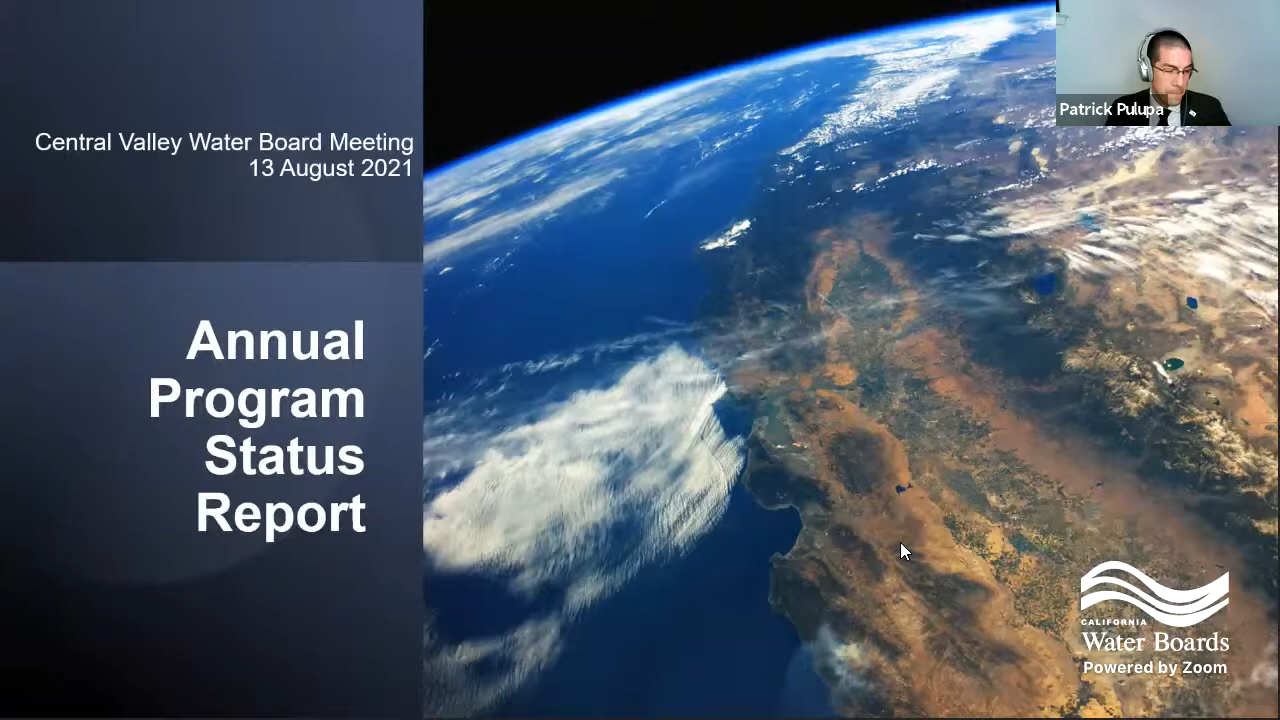 Central Valley Water Board Meeting
13 August 2021
Annual
Program
Status
Report
Patrick Pulupa
CALIFORNIA
Water Boards
Powered by Zoom